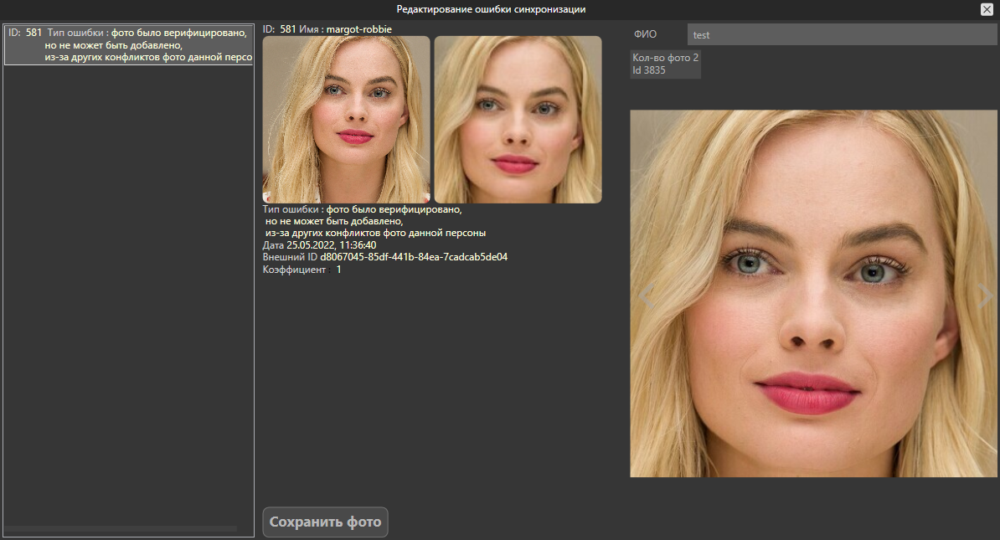 Редактирование ошибки синхронизации
ID: 581 Тип ошибки : фото было верифицировано,
но не может быть добавлено,
из-за других конфликтов фото данной персо
ID: 581 Имя : margot-robbie
Тип ошибки : фото было верифицировано,
но не может быть добавлено,
из-за других конфликтов фото данной персоны
Дата 25.05.2022, 11:36:40
Внешний ID d8067045-85df-441b-84ea-7cadcab5de04
Коэффициент : 1
Сохранить фото
ФИО test
Кол-во фото 2
Id 3835